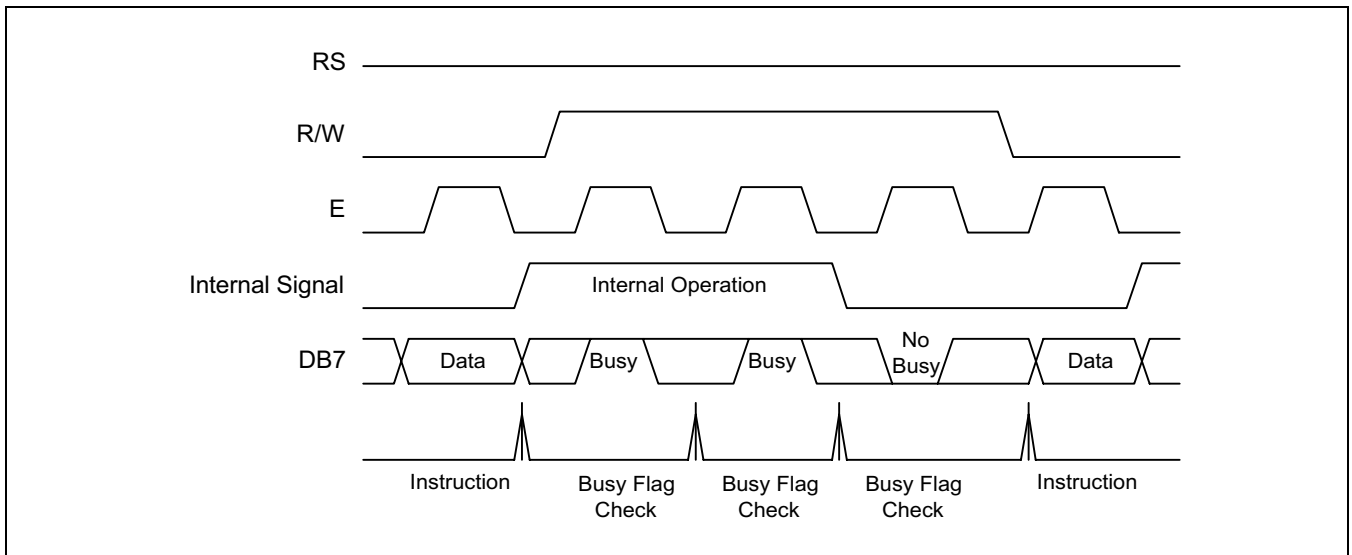 RS
R/W
E
Internal Signal
Internal Operation
DB7
Data
Busy
Busy
No
Busy
Data
Instruction
Busy Flag
Check
Busy Flag
Check
Busy Flag
Check
Instruction